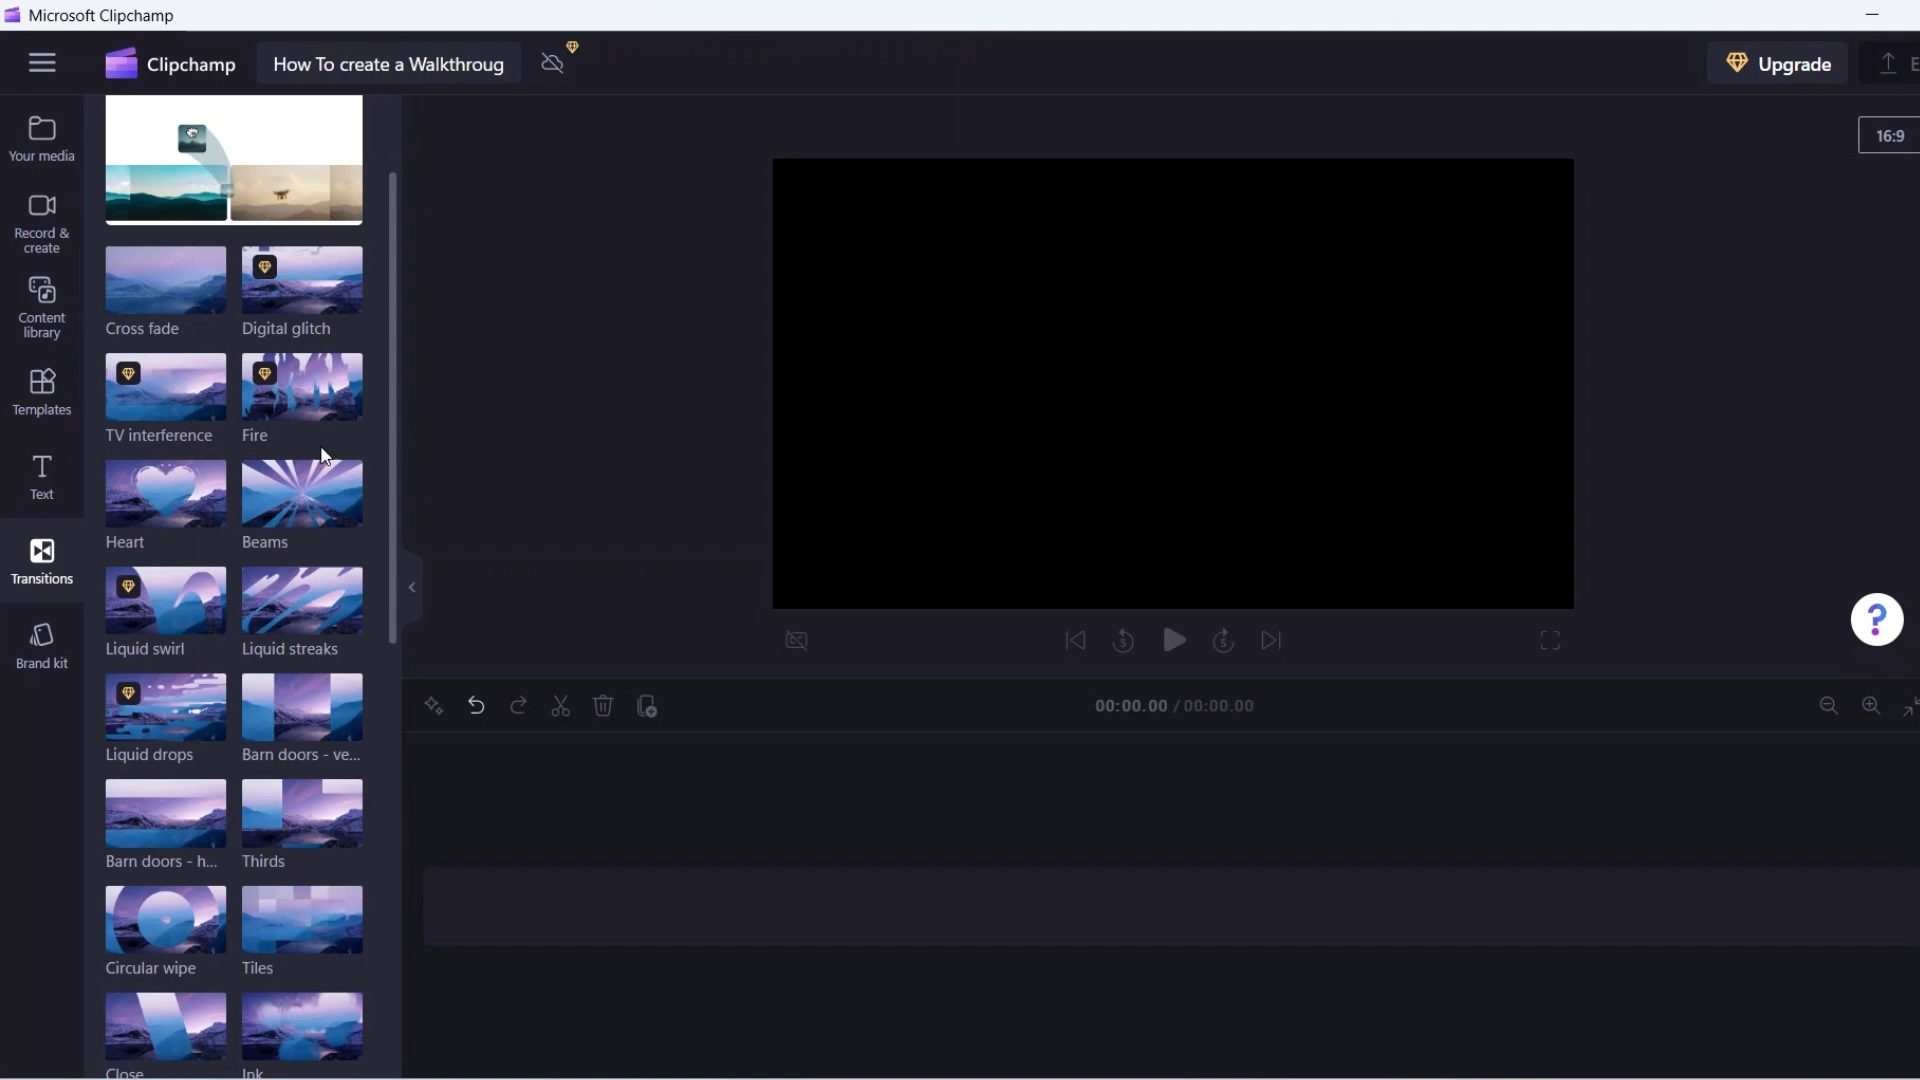 Microsoft Clipchamp
Clipchamp
How To create a Walkthroug
Upgrade
E
Your media
16:9
Record &
create
Content
library
Cross fade
Digital glitch
Templates
TV interference
Fire
Text
Heart
Beams
Transitions
Liquid swirl
Liquid streaks
Brand kit
5
5
?
00:00.00 / 00:00.00
Liquid drops
Barn doors - ve...
Barn doors - h...
Thirds
Circular wipe
Tiles
Close
Ink